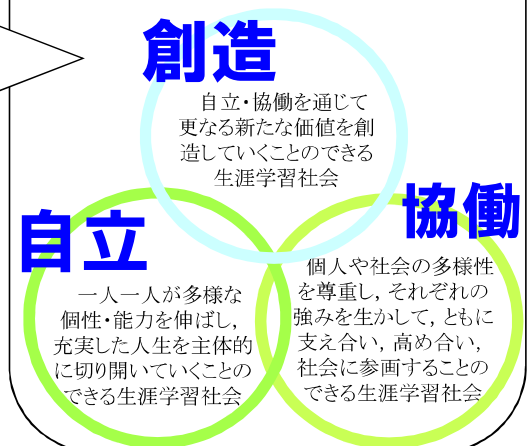 創造
自立・協働を通じて
更なる新たな価値を創
造していくことのできる
生涯学習社会
自立
一人一人が多様な
個性・能力を伸ばし，
充実した人生を主体的
に切り開いていくことの
できる生涯学習社会
協働
個人や社会の多様性
を尊重し，それぞれの
強みを生かして，ともに
支え合い，高め合い，
社会に参画することの
できる生涯学習社会